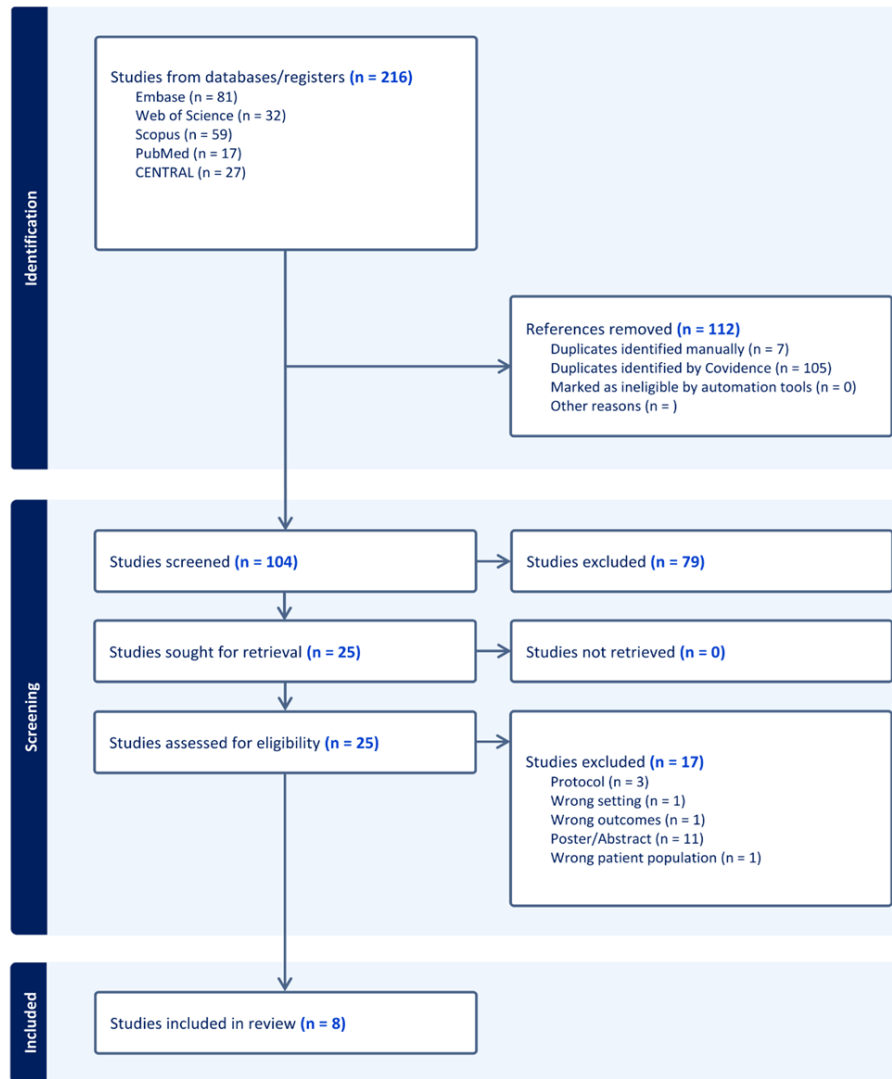 Identification
Studies from databases/registers (n = 216)
Embase (n = 81)
Web of Science (n = 32)
Scopus (n = 59)
PubMed (n = 17)
CENTRAL (n = 27)
References removed (n = 112)
Duplicates identified manually (n = 7)
Duplicates identified by Covidence (n = 105)
Marked as ineligible by automation tools (n = 0)
Other reasons (n = )
Screening
Studies screened (n = 104)
Studies excluded (n = 79)
Studies sought for retrieval (n = 25)
Studies not retrieved (n = 0)
Studies assessed for eligibility (n = 25)
Studies excluded (n = 17)
Protocol (n = 3)
Wrong setting (n = 1)
Wrong outcomes (n = 1)
Poster/Abstract (n = 11)
Wrong patient population (n = 1)
Included
Studies included in review (n = 8)